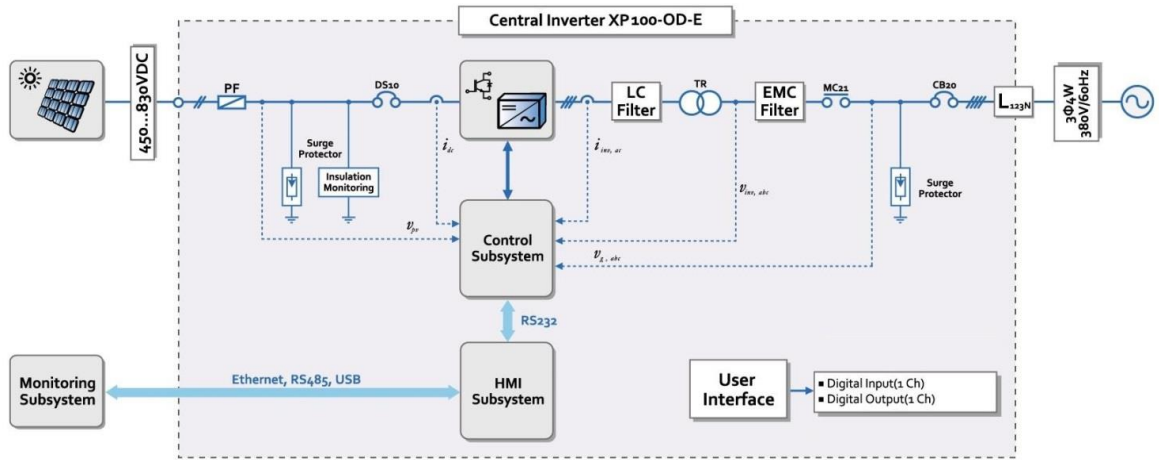 Central Inverter XP100-OD-E
450...830VDC
PF
DS10
LC
Filter
TR
EMC
Filter
MC21
CB20
L123N
3Φ4W
380V/60Hz
Surge
Protector
Insulation
Monitoring
idc
iinv, ac
vinv, abc
Surge
Protector
vpv
Control
Subsystem
vg, abc
RS232
Monitoring
Subsystem
Ethernet, RS485, USB
HMI
Subsystem
User
Interface
▪ Digital Input(1 Ch)
▪ Digital Output(1 Ch)